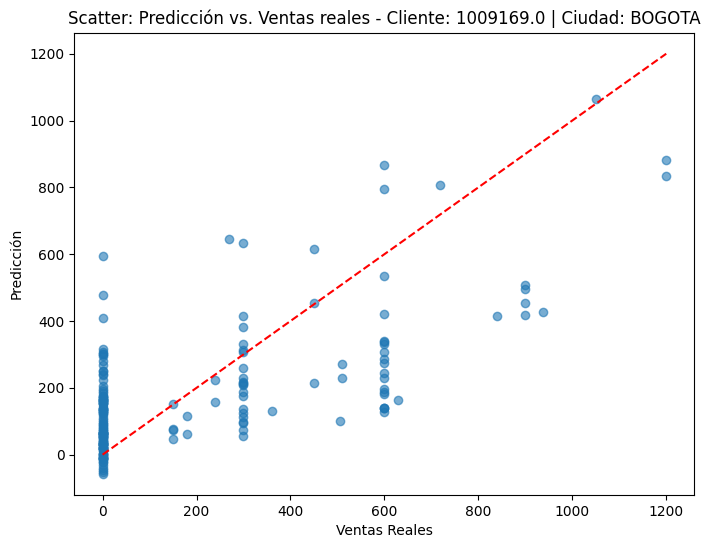 Scatter: Predicción vs. Ventas reales - Cliente: 1009169.0 | Ciudad: BOGOTA
1200
1000
800
600
400
200
0
Predicción
0 200 400 600 800 1000 1200
Ventas Reales